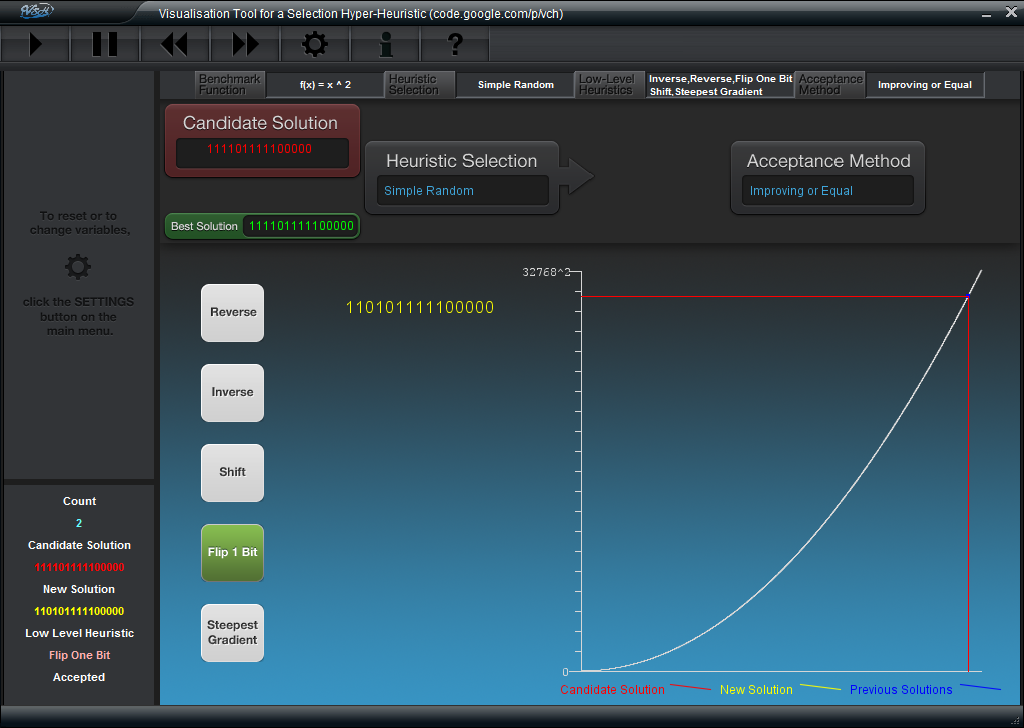 Visualisation Tool for a Selection Hyper-Heuristic (code.google.com/p/vch)
?
Benchmark Function
f(x) = x ^ 2
Heuristic Selection
Simple Random
Low-Level Heuristics
Inverse,Reverse,Flip One Bit
Shift,Steepest Gradient
Acceptance Method
Improving or Equal
Candidate Solution
111101111100000
Heuristic Selection
Simple Random
Acceptance Method
Improving or Equal
Best Solution 111101111100000
To reset or to
change variables,
click the SETTINGS
button on the
main menu.
Reverse
Inverse
Shift
Flip 1 Bit
Steepest
Gradient
110101111100000
32768^2
0
Candidate Solution
New Solution
Previous Solutions
Count
2
Candidate Solution
111101111100000
New Solution
110101111100000
Low Level Heuristic
Flip One Bit
Accepted